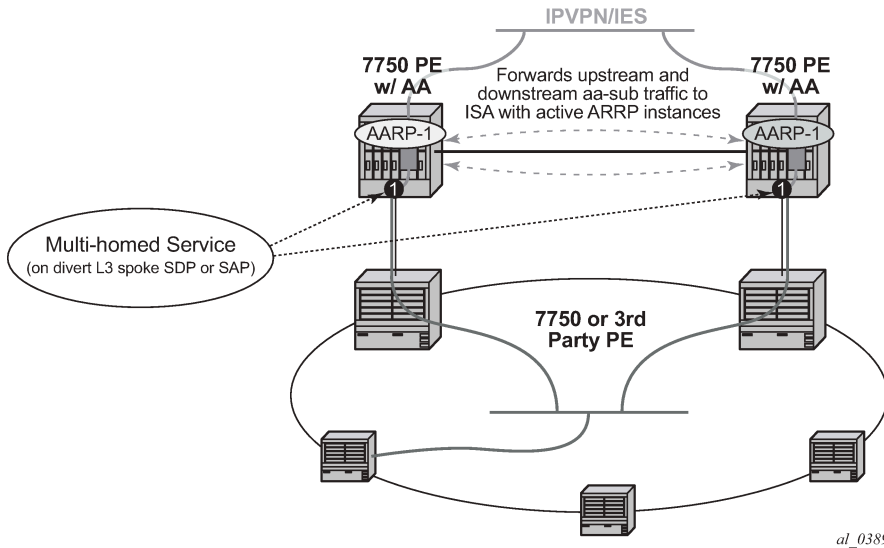 IPVPN/IES
7750 PE
w/ AA
Forwards upstream and
downstream aa-sub traffic to
ISA with active ARRP instances
7750 PE
w/ AA
AARP-1
AARP-1
1
1
Multi-homed Service
(on divert L3 spoke SDP or SAP)
7750 or 3rd
Party PE
al_0389